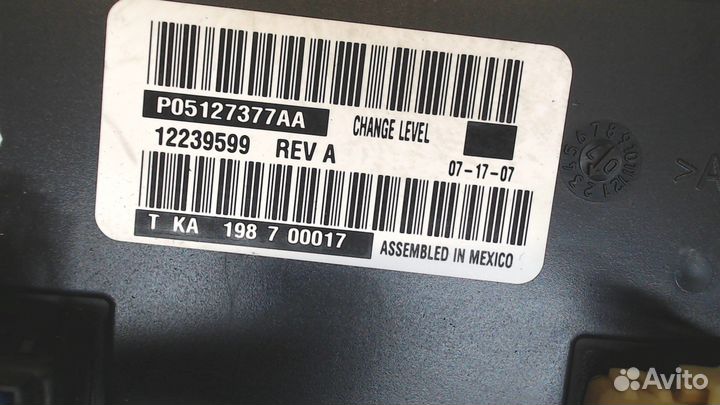 P05127377AA
CHANGE LEVEL
12239599 REV A
07-17-07
T KA 198 7 00017
ASSEMBLED IN MEXICO
Avito